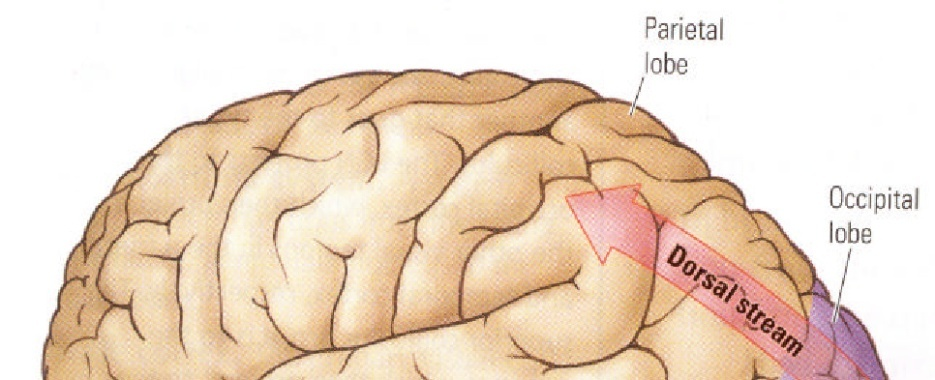 Parietal
lobe
Occipital
lobe
Dorsal stream